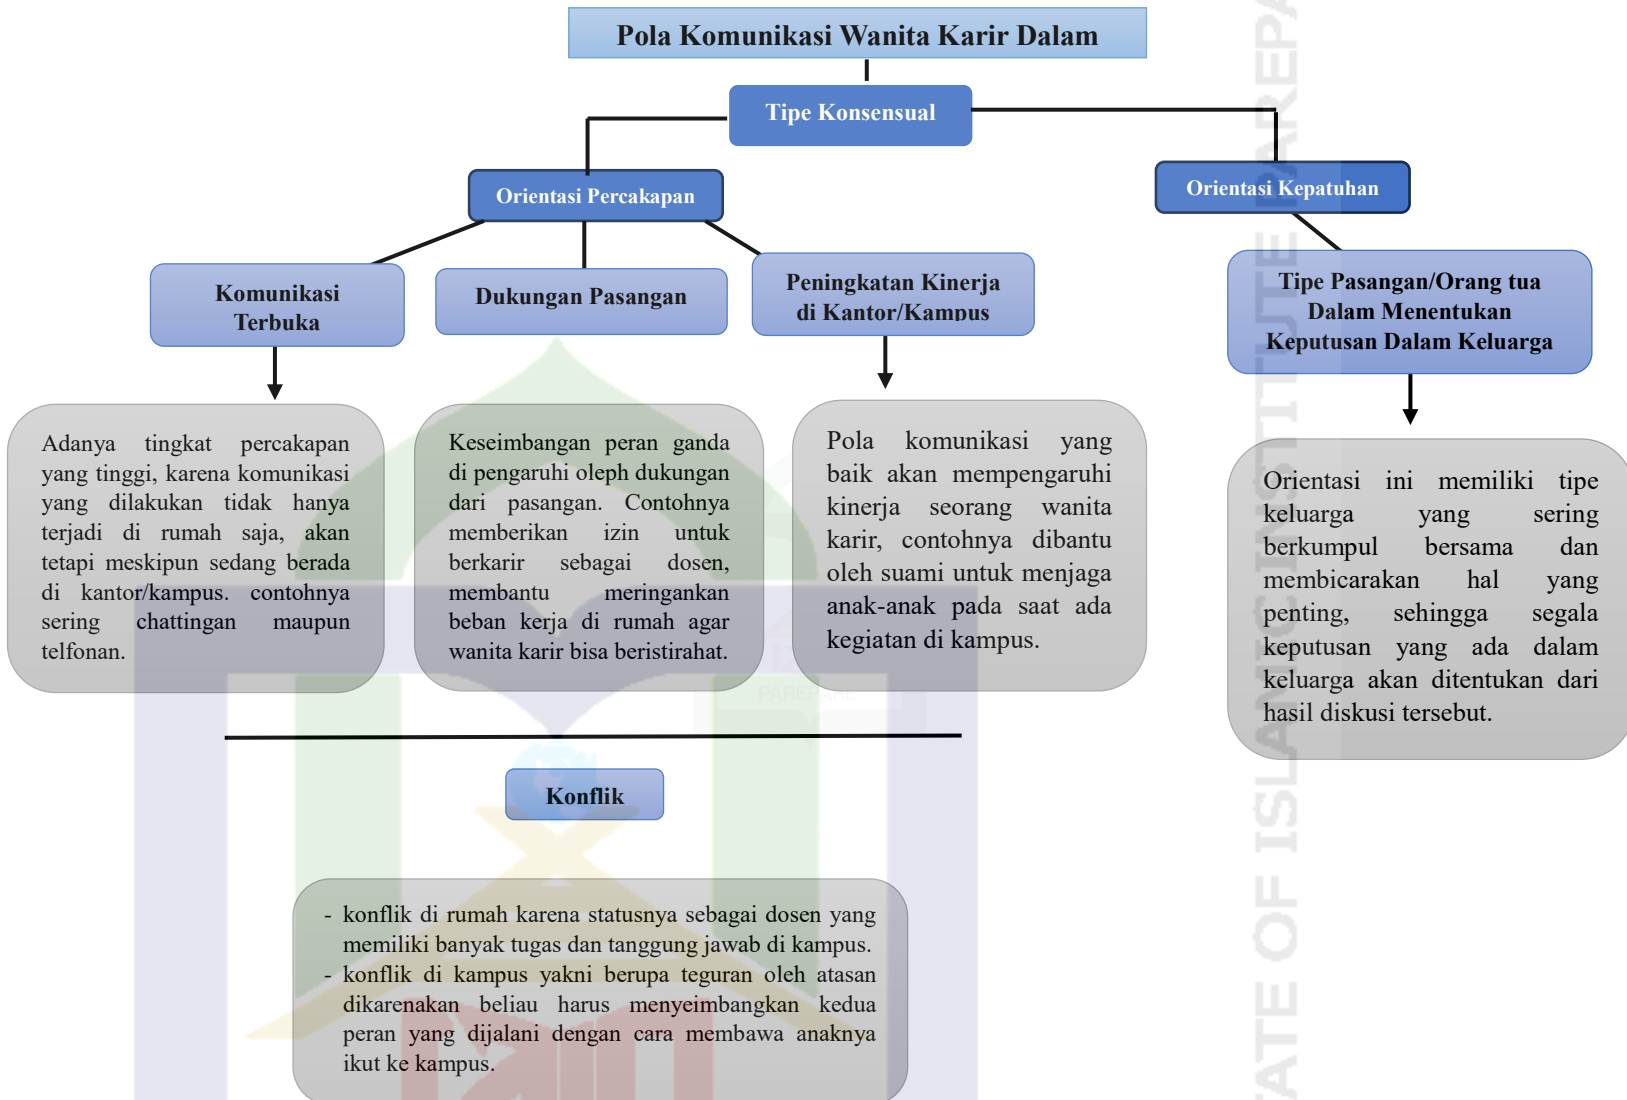 Pola Komunikasi Wanita Karir Dalam
Tipe Konsensual
Orientasi Percakapan
Orientasi Kepatuhan
Komunikasi
Terbuka
Dukungan Pasangan
Peningkatan Kinerja
di Kantor/Kampus
Tipe Pasangan/Orang tua
Dalam Menentukan
Keputusan Dalam Keluarga
Adanya tingkat percakapan
yang tinggi, karena komunikasi
yang dilakukan tidak hanya
terjadi di rumah saja, akan
tetapi meskipun sedang berada
di kantor/kampus. contohnya
sering chattingan maupun
telfonan.
Keseimbangan peran ganda
di pengaruhi oleph dukungan
dari pasangan. Contohnya
memberikan izin untuk
berkarir sebagai dosen,
membantu meringankan
beban kerja di rumah agar
wanita karir bisa beristirahat.
Pola komunikasi yang
baik akan mempengaruhi
kinerja seorang wanita
karir, contohnya dibantu
oleh suami untuk menjaga
anak-anak pada saat ada
kegiatan di kampus.
Orientasi ini memiliki tipe
keluarga yang sering
berkumpul bersama dan
membicarakan hal yang
penting, sehingga segala
keputusan yang ada dalam
keluarga akan ditentukan dari
hasil diskusi tersebut.
PAREPARE
Konflik
- konflik di rumah karena statusnya sebagai dosen yang
memiliki banyak tugas dan tanggung jawab di kampus.
- konflik di kampus yakni berupa teguran oleh atasan
dikarenakan beliau harus menyeimbangkan kedua
peran yang dijalani dengan cara membawa anaknya
ikut ke kampus.
OF ISLAMIC INSTITUTE